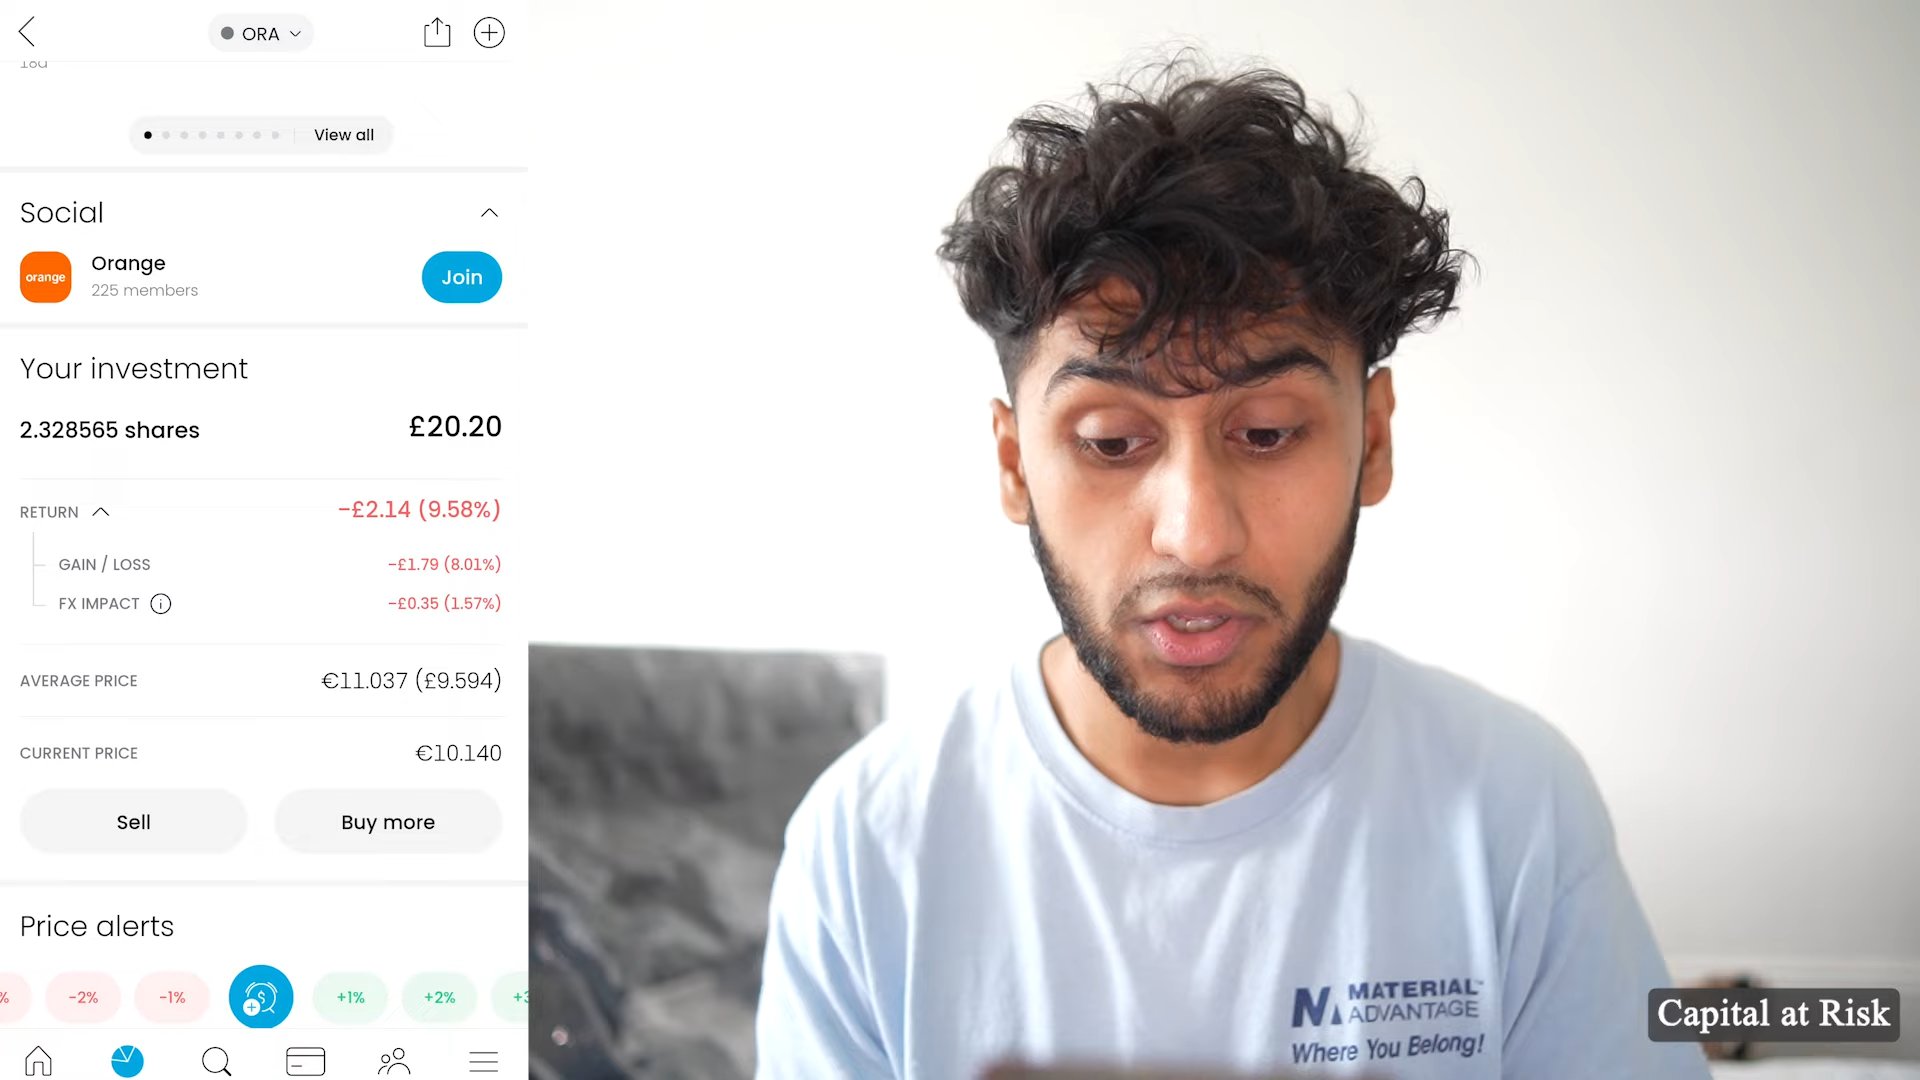 ORA
18d
View all
Social
orange
Orange
225 members
Join
Your investment
2.328565 shares
£20.20
RETURN
-£2.14 (9.58%)
GAIN / LOSS
-£1.79 (8.01%)
FX IMPACT
-£0.35 (1.57%)
AVERAGE PRICE
€11.037 (£9.594)
CURRENT PRICE
€10.140
Sell
Buy more
Price alerts
%
-2%
-1%
+1%
+2%
+3
MATERIAL
ADVANTAGE
Where You Belong!
Capital at Risk